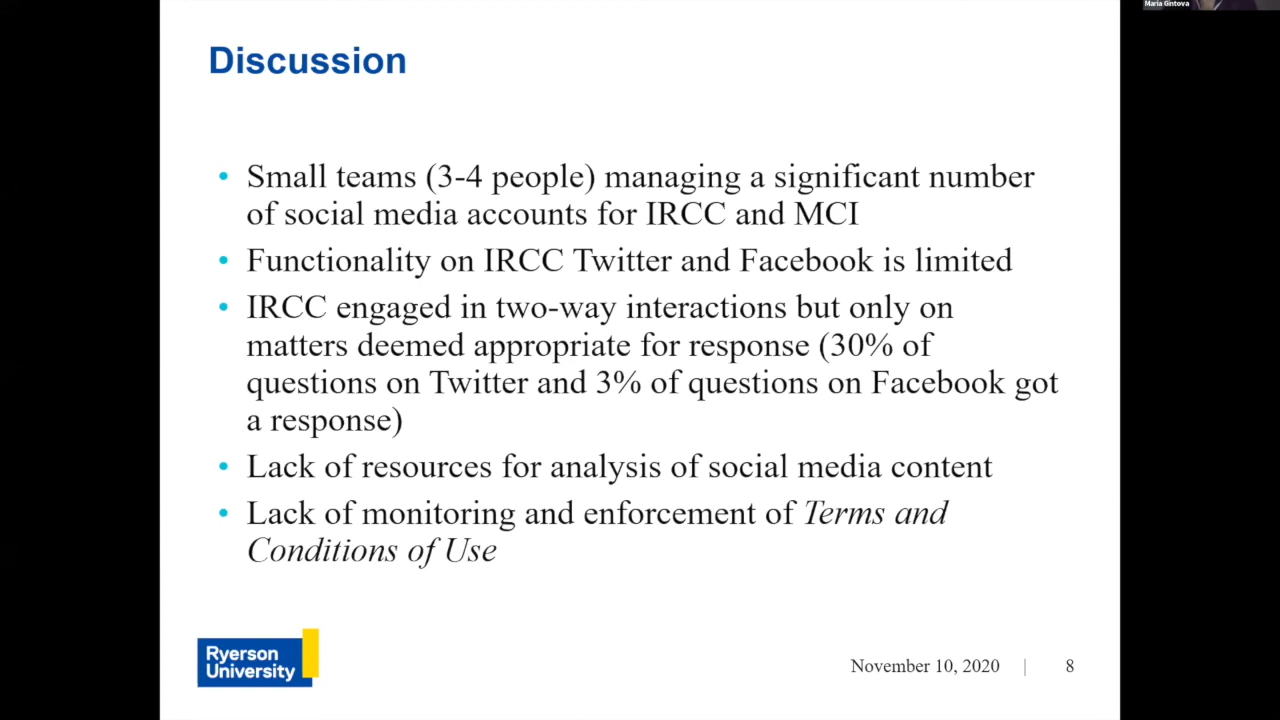 Maria Gintova
Discussion
• Small teams (3-4 people) managing a significant number
of social media accounts for IRCC and MCI
• Functionality on IRCC Twitter and Facebook is limited
• IRCC engaged in two-way interactions but only on
matters deemed appropriate for response (30% of
questions on Twitter and 3% of questions on Facebook got
a response)
• Lack of resources for analysis of social media content
• Lack of monitoring and enforcement of Terms and
Conditions of Use
Ryerson
University
November 10, 2020 | 8